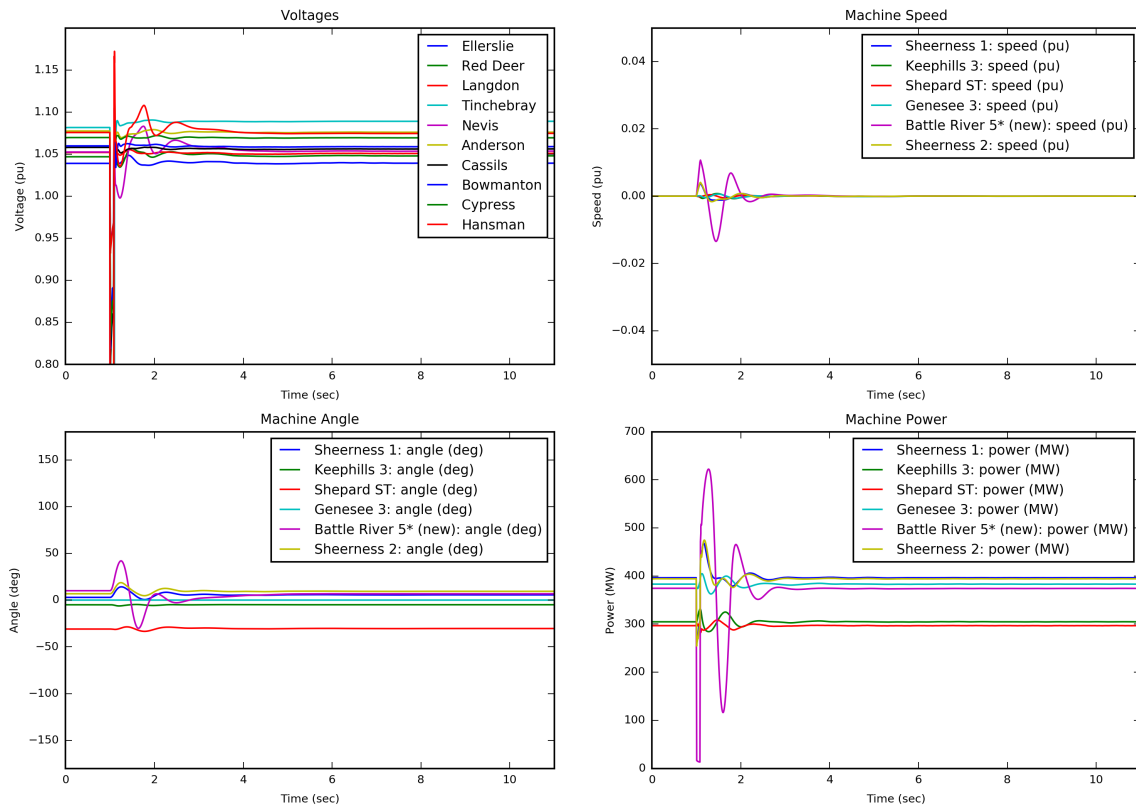 Voltages
1.15
1.10
1.05
1.00
0.95
0.90
0.85
0.80
Voltage (pu)
0 2 4 6 8 10
Time (sec)
Ellerslie
Red Deer
Langdon
Tinchebray
Nevis
Anderson
Cassils
Bowmanton
Cypress
Hansman
Machine Speed
0.04
0.02
0.00
−0.02
−0.04
Speed (pu)
0 2 4 6 8 10
Time (sec)
Sheerness 1: speed (pu)
Keephills 3: speed (pu)
Shepard ST: speed (pu)
Genesee 3: speed (pu)
Battle River 5* (new): speed (pu)
Sheerness 2: speed (pu)
Machine Angle
150
100
50
0
−50
−100
−150
Angle (deg)
0 2 4 6 8 10
Time (sec)
Sheerness 1: angle (deg)
Keephills 3: angle (deg)
Shepard ST: angle (deg)
Genesee 3: angle (deg)
Battle River 5* (new): angle (deg)
Sheerness 2: angle (deg)
Machine Power
700
600
500
400
300
200
100
0
Power (MW)
0 2 4 6 8 10
Time (sec)
Sheerness 1: power (MW)
Keephills 3: power (MW)
Shepard ST: power (MW)
Genesee 3: power (MW)
Battle River 5* (new): power (MW)
Sheerness 2: power (MW)